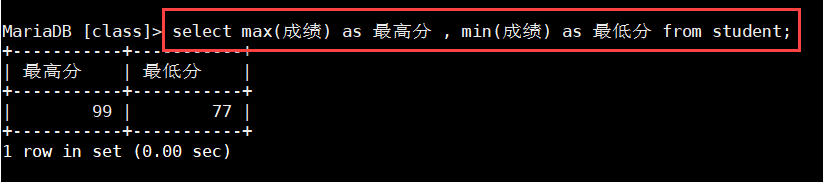 MariaDB [class]> select max(成绩) as 最高分 , min(成绩) as 最低分 from student;
+-----------+-----------+
| 最高分    | 最低分    |
+-----------+-----------+
|        99 |        77 |
+-----------+-----------+
1 row in set (0.00 sec)